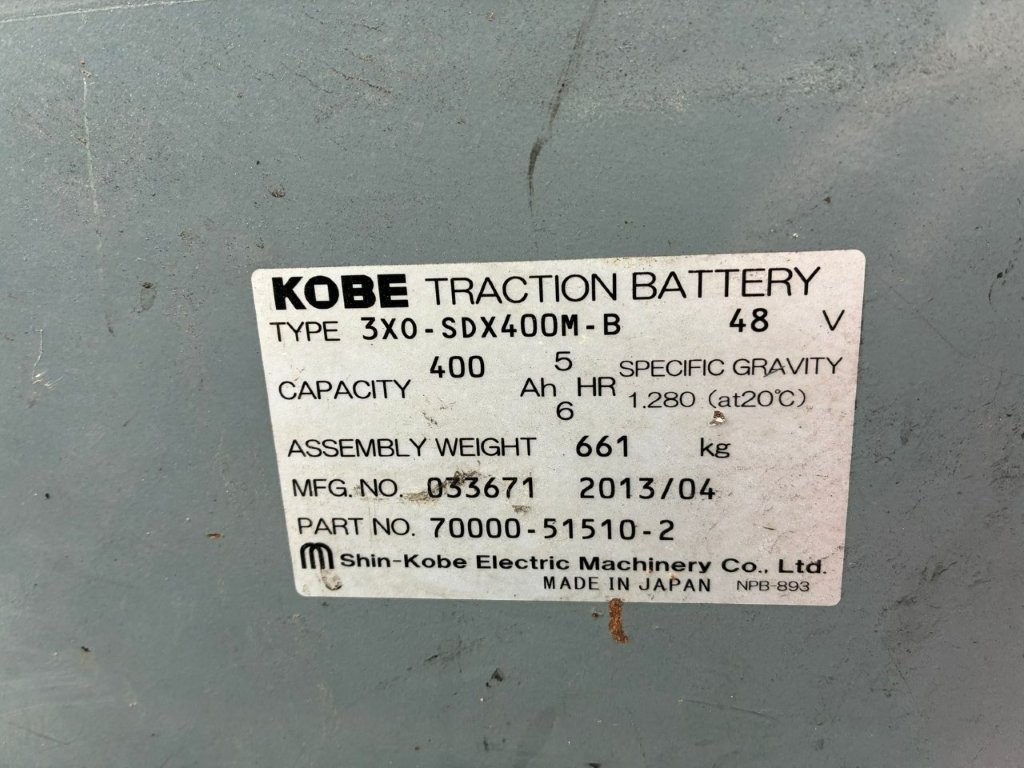 KOBE TRACTION BATTERY
TYPE 3X0-SDX400M-B 48 V
CAPACITY 400 Ah 5 HR 6 SPECIFIC GRAVITY
1.280 (at20℃)
ASSEMBLY WEIGHT 661 kg
MFG. NO. 033671 2013/04
PART NO. 70000-51510-2
Shin-Kobe Electric Machinery Co., Ltd.
MADE IN JAPAN NPB-893